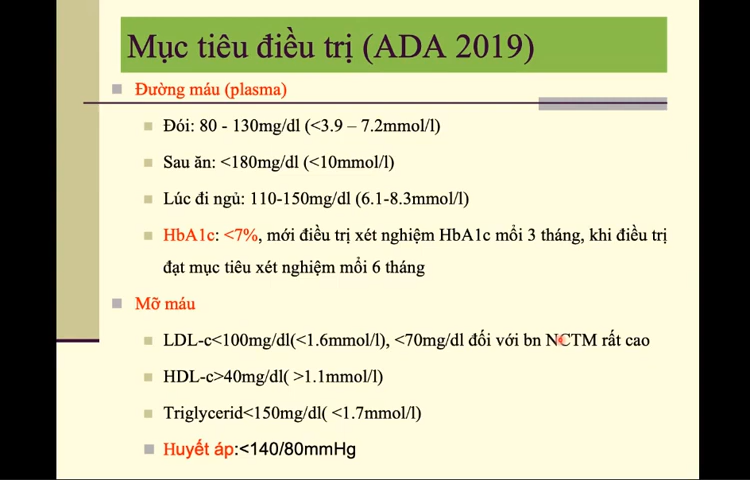 Mục tiêu điều trị (ADA 2019)
Đường máu (plasma)
Đói: 80 - 130mg/dl (<3.9 – 7.2mmol/l)
Sau ăn: <180mg/dl (<10mmol/l)
Lúc đi ngủ: 110-150mg/dl (6.1-8.3mmol/l)
HbA1c: <7%, mới điều trị xét nghiệm HbA1c mỗi 3 tháng, khi điều trị
đạt mục tiêu xét nghiệm mỗi 6 tháng
Mỡ máu
LDL-c<100mg/dl(<1.6mmol/l), <70mg/dl đối với bn NCTM rất cao
HDL-c>40mg/dl( >1.1mmol/l)
Triglycerid<150mg/dl( <1.7mmol/l)
Huyết áp:<140/80mmHg